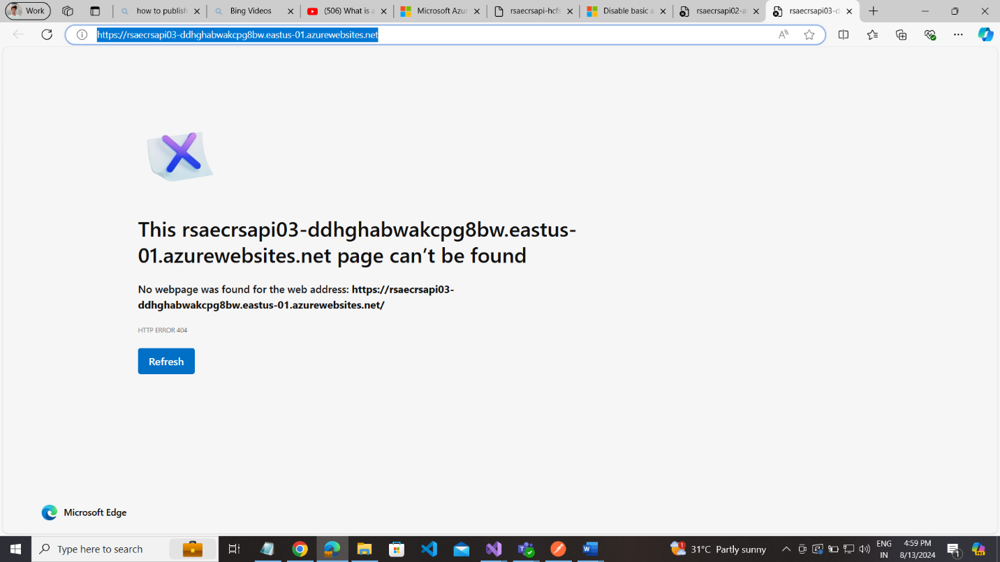 Work
how to publish
Bing Videos
(506) What is a
Microsoft Azur
rsaecrsapi-hcfs
Disable basic a
rsaecrsapi02-a
rsaecrsapi03-d
https://rsaecrsapi03-ddhghabwakcpg8bw.eastus-01.azurewebsites.net
This rsaecrsapi03-ddhghabwakcpg8bw.eastus-
01.azurewebsites.net page can’t be found
No webpage was found for the web address: https://rsaecrsapi03-
ddhghabwakcpg8bw.eastus-01.azurewebsites.net/
HTTP ERROR 404
Refresh
Microsoft Edge
Type here to search
31°C Partly sunny
ENG
IN
4:59 PM
8/13/2024